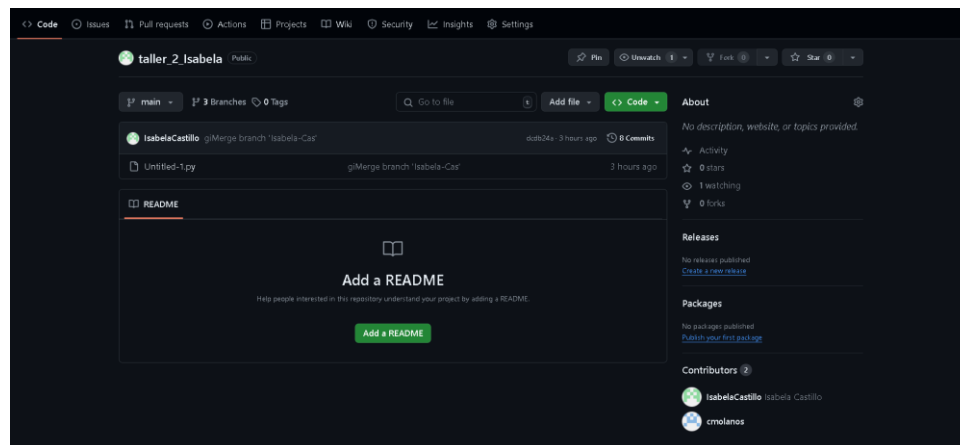 <> Code Issues Pull requests Actions Projects Wiki Security Insights Settings
taller_2_Isabela Public
Pin Unwatch 1 Fork 0 Star 0
main 3 Branches 0 Tags
Go to file t Add file <> Code
IsabelaCastillo giMerge branch 'Isabela-Cas' dcdb24a · 3 hours ago 8 Commits
Untitled-1.py giMerge branch 'Isabela-Cas' 3 hours ago
README
Add a README
Help people interested in this repository understand your project by adding a README.
Add a README
About
No description, website, or topics provided.
Activity
0 stars
1 watching
0 forks
Releases
No releases published
Create a new release
Packages
No packages published
Publish your first package
Contributors 2
IsabelaCastillo Isabela Castillo
cmolanos